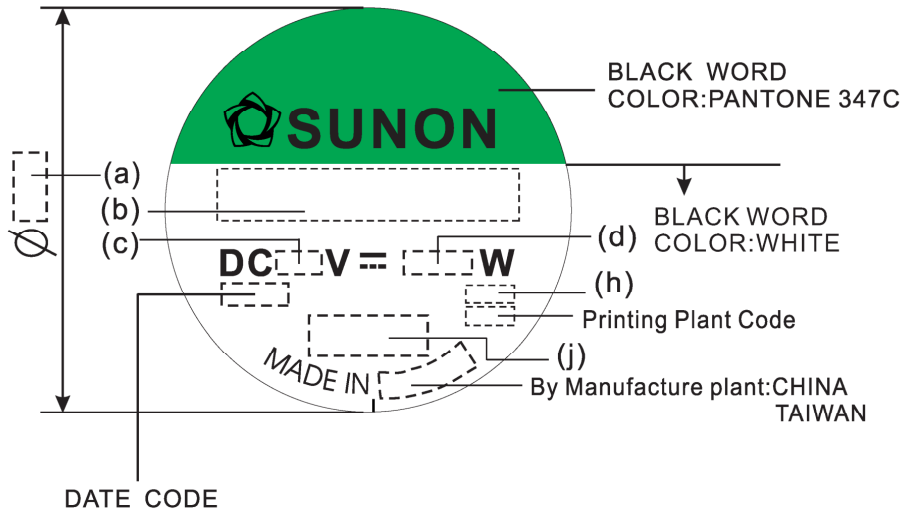 BLACK WORD
COLOR:PANTONE 347C
SUNON
(a)
(b)
BLACK WORD
COLOR:WHITE
(c)
(d)
Ø
DC V ⎓ W
(h)
Printing Plant Code
(j)
MADE IN
By Manufacture plant:CHINA
TAIWAN
DATE CODE